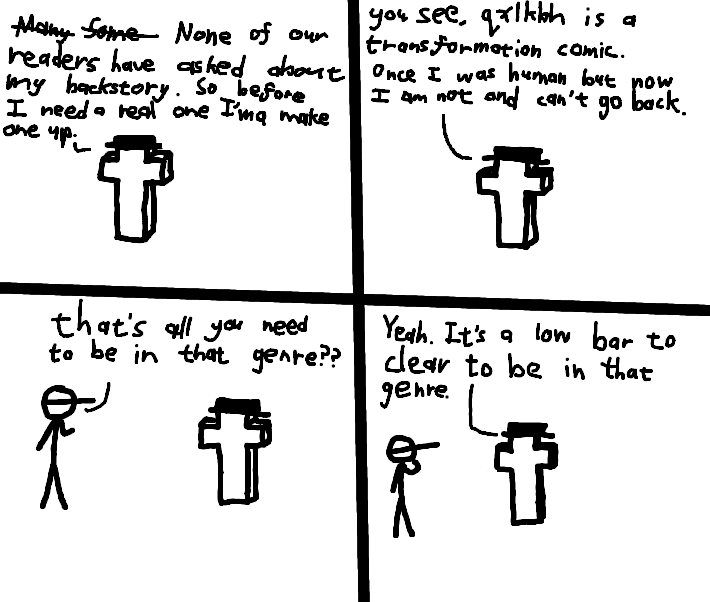 Many Some None of our
readers have asked about
my backstory. So before
I need a real one I'mq make
one up.
you see, qxlkbh is a
transformation comic.
Once I was human but now
I am not and can't go back.
that's all you need
to be in that genre??
Yeah. It's a low bar to
clear to be in that
genre.